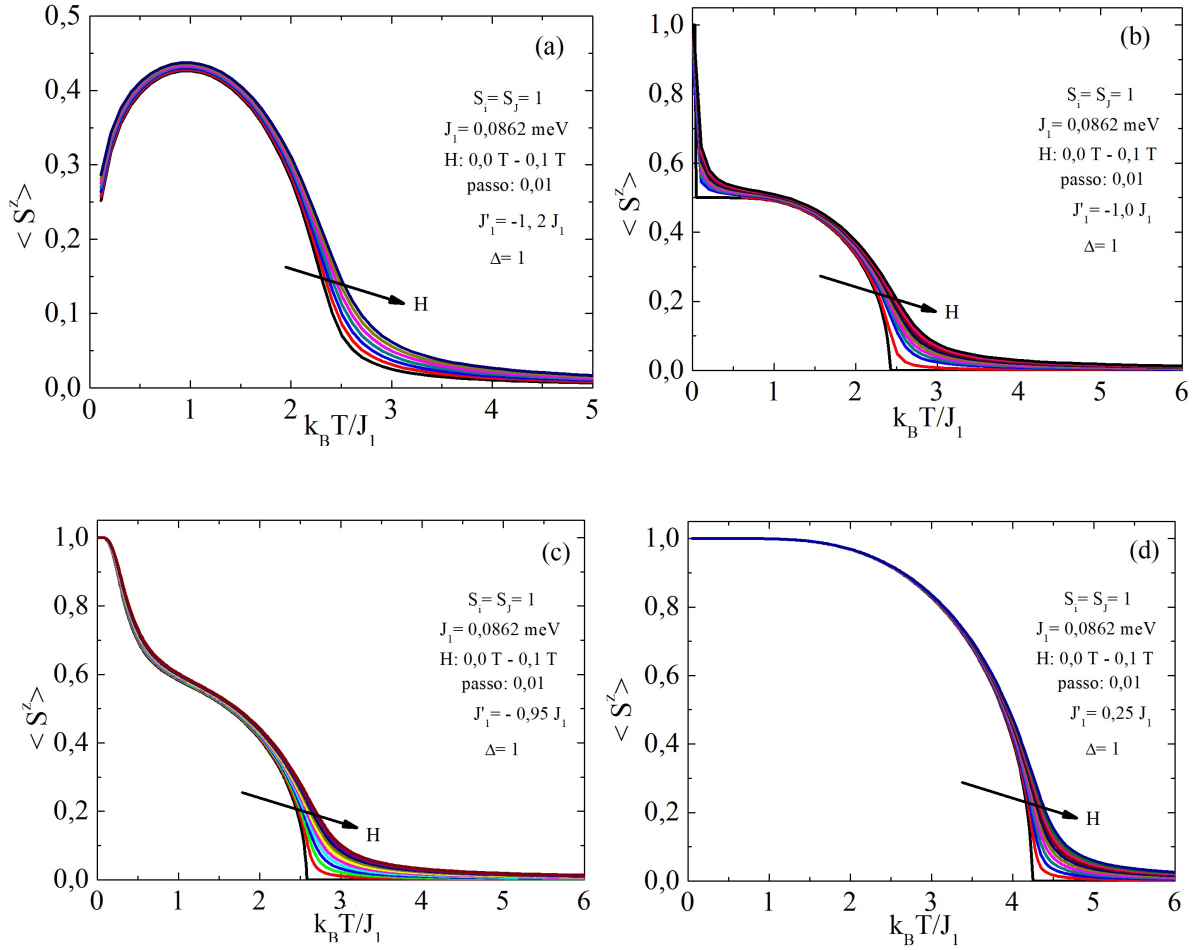 (a)
0,5
0,4
0,3
0,2
0,1
0,0
< S^z >
S_i= S_J= 1
J_1= 0,0862 meV
H: 0,0 T - 0,1 T
passo: 0,01
J'_1= -1, 2 J_1
Δ= 1
H
0 1 2 3 4 5
k_BT/J_1
(b)
1,0
0,8
0,6
0,4
0,2
0,0
< S^z >
S_i= S_J= 1
J_1= 0,0862 meV
H: 0,0 T - 0,1 T
passo: 0,01
J'_1= -1,0 J_1
Δ= 1
H
0 1 2 3 4 5 6
k_BT/J_1
(c)
1,0
0,8
0,6
0,4
0,2
0,0
< S^z >
S_i= S_J= 1
J_1= 0,0862 meV
H: 0,0 T - 0,1 T
passo: 0,01
J'_1= - 0,95 J_1
Δ= 1
H
0 1 2 3 4 5 6
k_BT/J_1
(d)
1,0
0,8
0,6
0,4
0,2
0,0
< S^z >
S_i= S_J= 1
J_1= 0,0862 meV
H: 0,0 T - 0,1 T
passo: 0,01
J'_1= 0,25 J_1
Δ= 1
H
0 1 2 3 4 5 6
k_BT/J_1